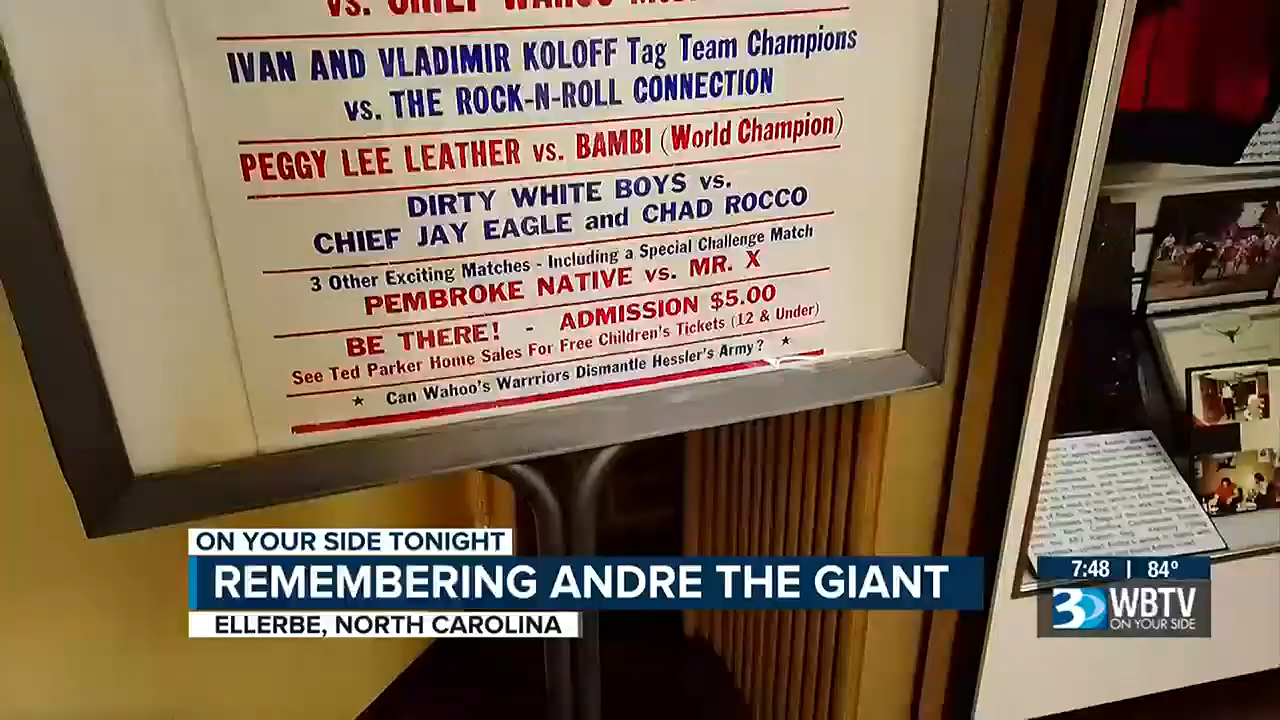 vs. CHIEF WAHOO
IVAN AND VLADIMIR KOLOFF Tag Team Champions
vs. THE ROCK-N-ROLL CONNECTION
PEGGY LEE LEATHER vs. BAMBI (World Champion)
DIRTY WHITE BOYS vs.
CHIEF JAY EAGLE and CHAD ROCCO
3 Other Exciting Matches - Including a Special Challenge Match
PEMBROKE NATIVE vs. MR. X
BE THERE! - ADMISSION $5.00
See Ted Parker Home Sales For Free Children's Tickets (12 & Under)
★ Can Wahoo's Warrriors Dismantle Hessler's Army? ★
ON YOUR SIDE TONIGHT
REMEMBERING ANDRE THE GIANT
ELLERBE, NORTH CAROLINA
7:48 | 84°
3 WBTV
ON YOUR SIDE